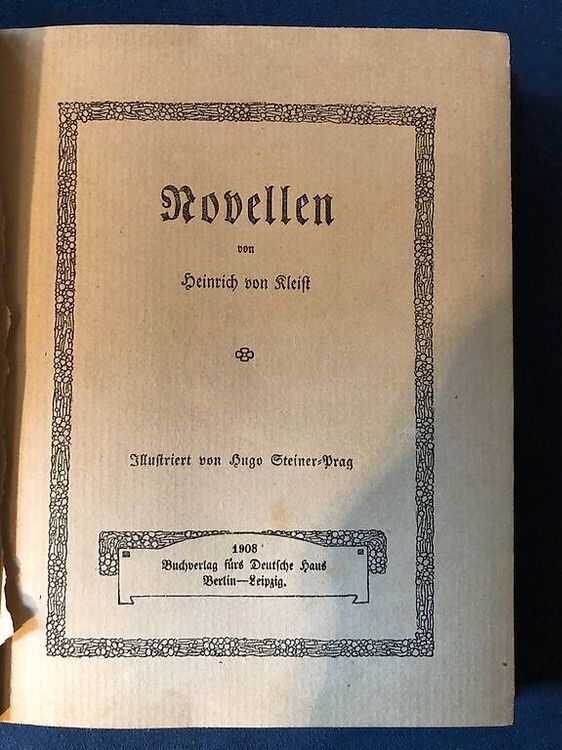 Novellen
von
Heinrich von Kleist
Illustriert von Hugo Steiner-Prag
1908
Buchverlag fürs Deutsche Haus
Berlin—Leipzig.